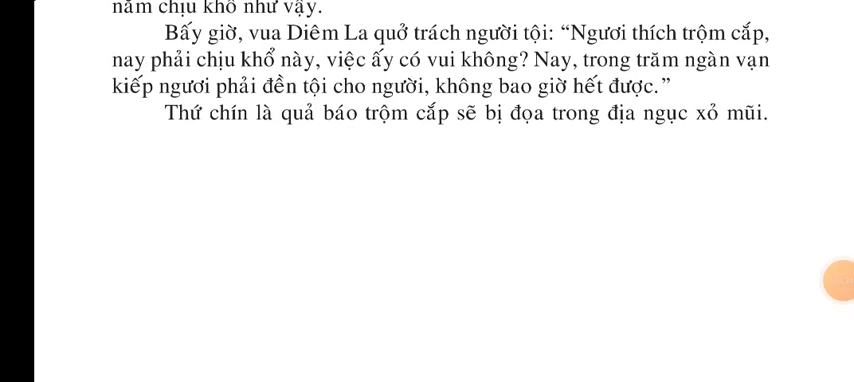 năm chịu khổ như vậy.
Bấy giờ, vua Diêm La quở trách người tội: “Ngươi thích trộm cắp,
nay phải chịu khổ này, việc ấy có vui không? Nay, trong trăm ngàn vạn
kiếp ngươi phải đền tội cho người, không bao giờ hết được.”
Thứ chín là quả báo trộm cắp sẽ bị đọa trong địa ngục xỏ mũi.